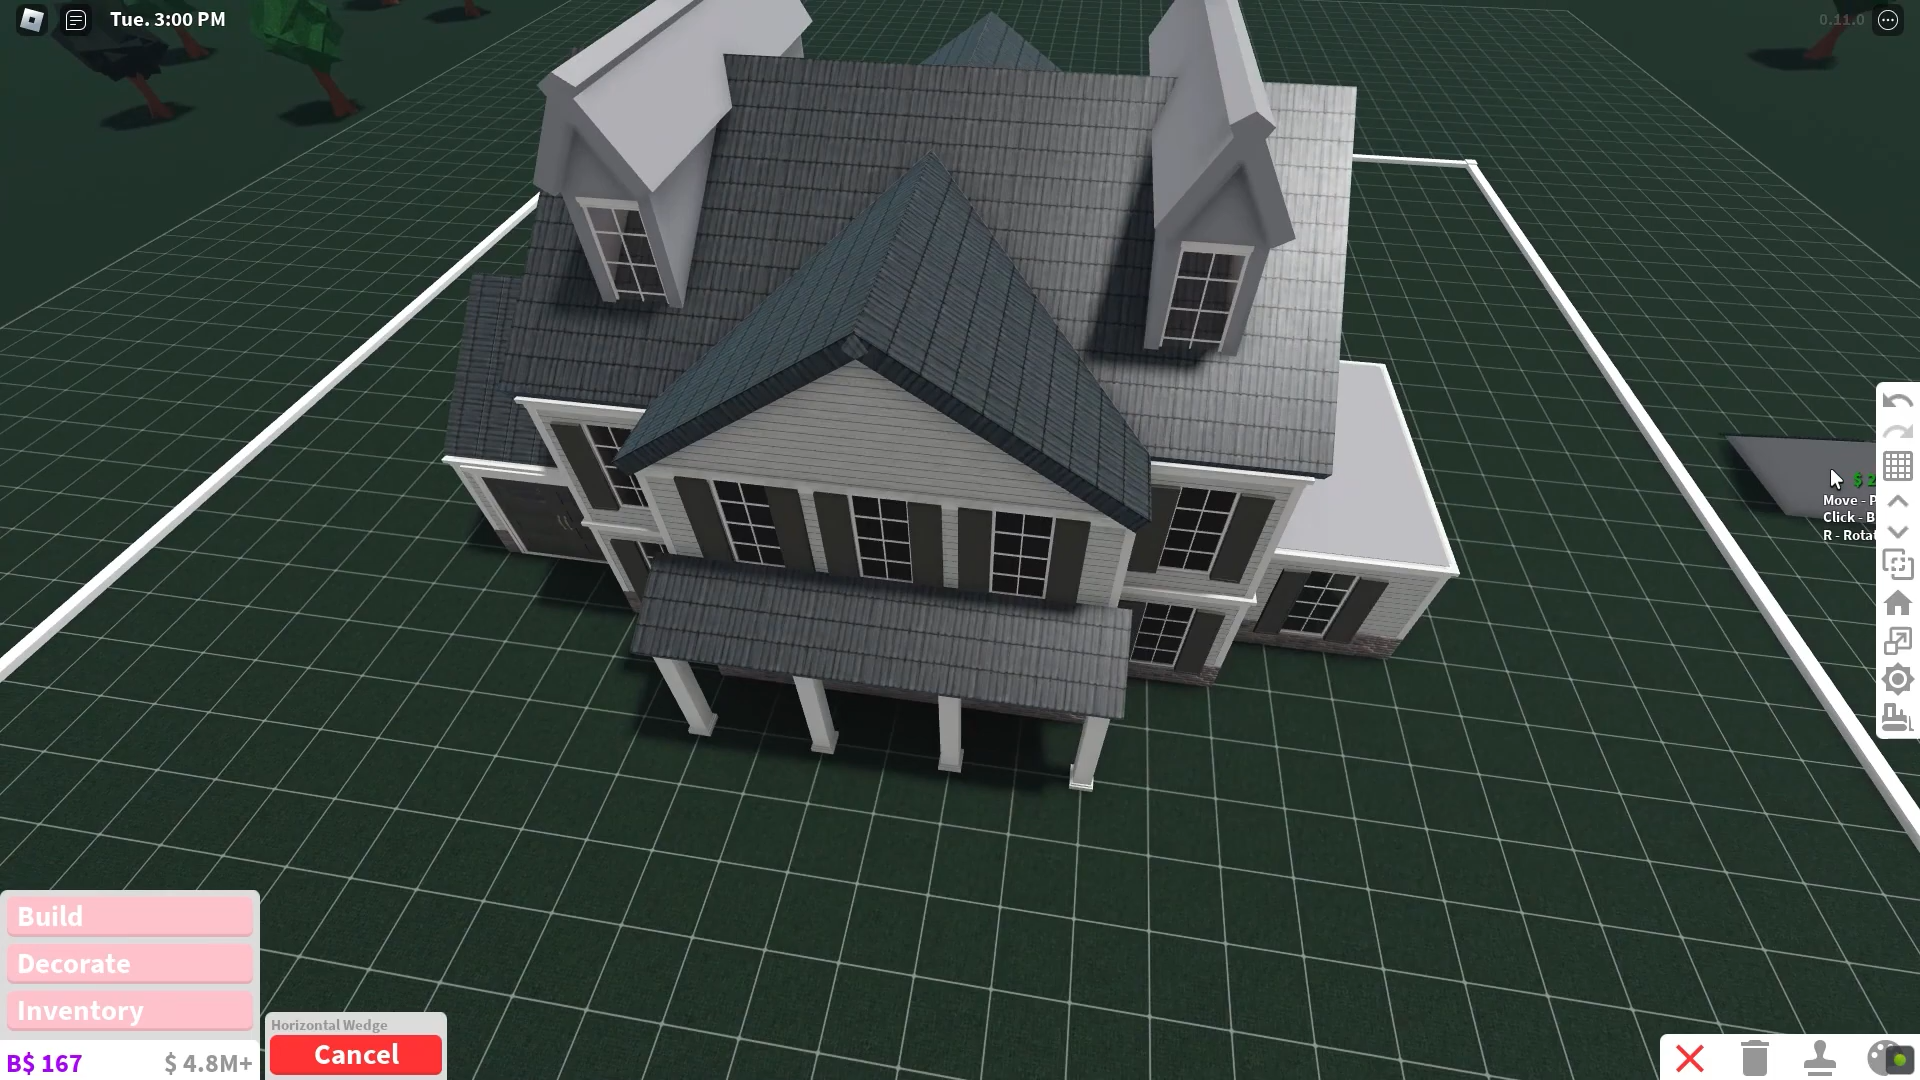 Tue. 3:00 PM
0.11.0
$ 2
Move - P
Click - B
R - Rotat
Build
Decorate
Inventory
B$ 167
$ 4.8M+
Horizontal Wedge
Cancel